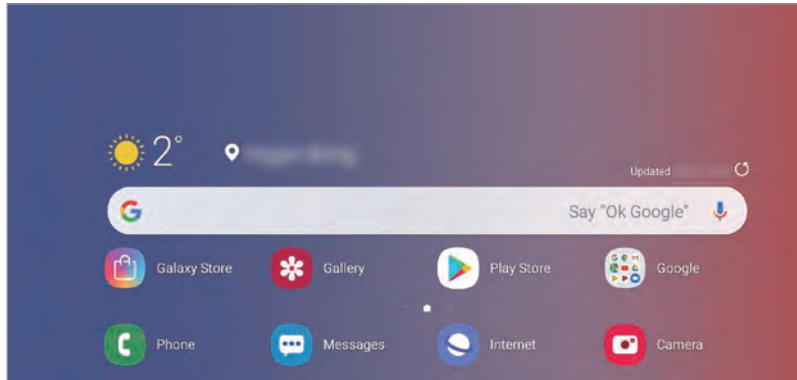 2°
Updated
Say "Ok Google"
Galaxy Store Gallery Play Store Google
Phone Messages Internet Camera